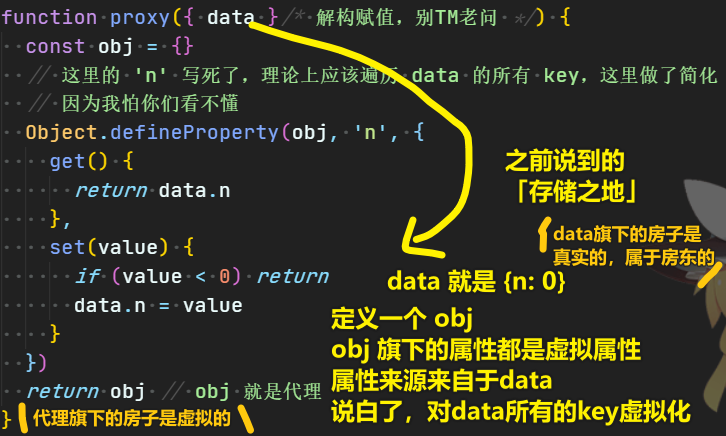 function proxy({ data }/* 解构赋值，别TM老问 */) {
const obj = {}
// 这里的 'n' 写死了，理论上应该遍历 data 的所有 key，这里做了简化
// 因为我怕你们看不懂
Object.defineProperty(obj, 'n', {
get() {
return data.n
},
set(value) {
if (value < 0) return
data.n = value
}
})
return obj // obj 就是代理
}
代理旗下的房子是虚拟的
之前说到的
「存储之地」
data旗下的房子是
真实的，属于房东的
data 就是 {n: 0}
定义一个 obj
obj 旗下的属性都是虚拟属性
属性来源来自于data
说白了，对data所有的key虚拟化